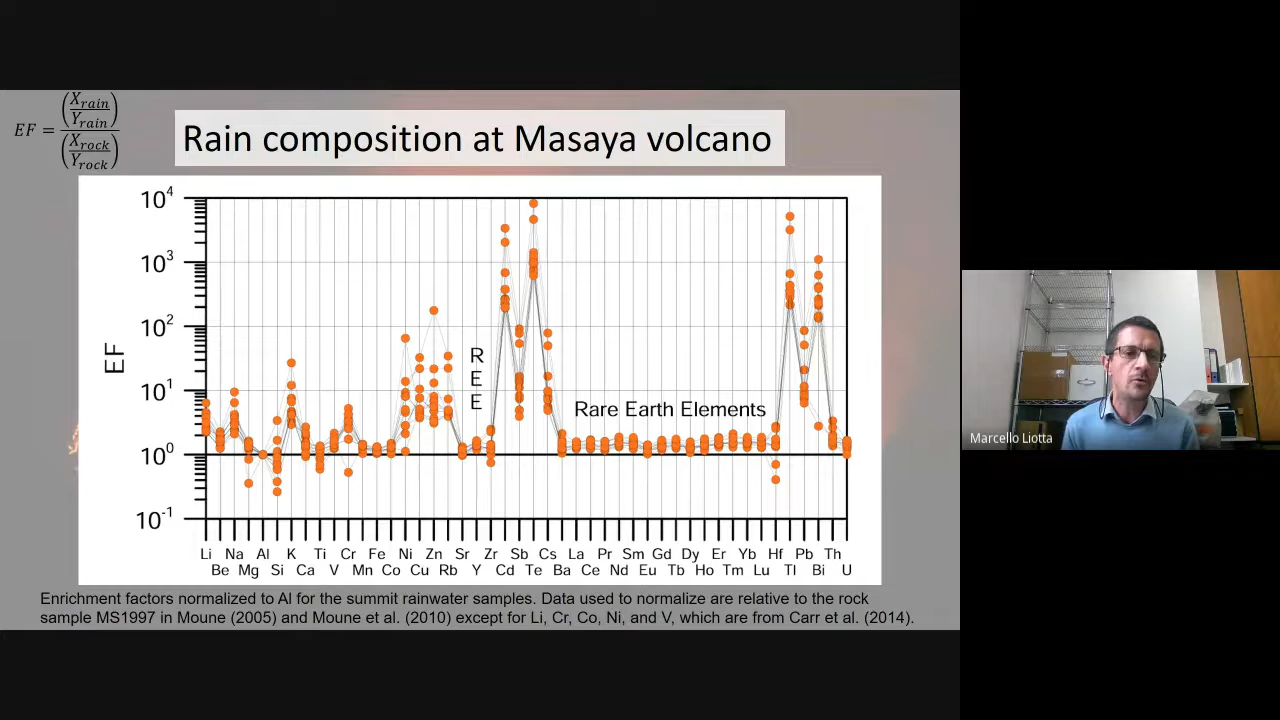 EF = (X_rain / Y_rain) / (X_rock / Y_rock)
Rain composition at Masaya volcano
10^4
10^3
10^2
10^1
10^0
10^-1
EF
R
E
E
Rare Earth Elements
Li Na Al K Ti Cr Fe Ni Zn Sr Zr Sb Cs La Pr Sm Gd Dy Er Yb Hf Pb Th
Be Mg Si Ca V Mn Co Cu Rb Y Cd Te Ba Ce Nd Eu Tb Ho Tm Lu Tl Bi U
Enrichment factors normalized to Al for the summit rainwater samples. Data used to normalize are relative to the rock
sample MS1997 in Moune (2005) and Moune et al. (2010) except for Li, Cr, Co, Ni, and V, which are from Carr et al. (2014).
Marcello Liotta